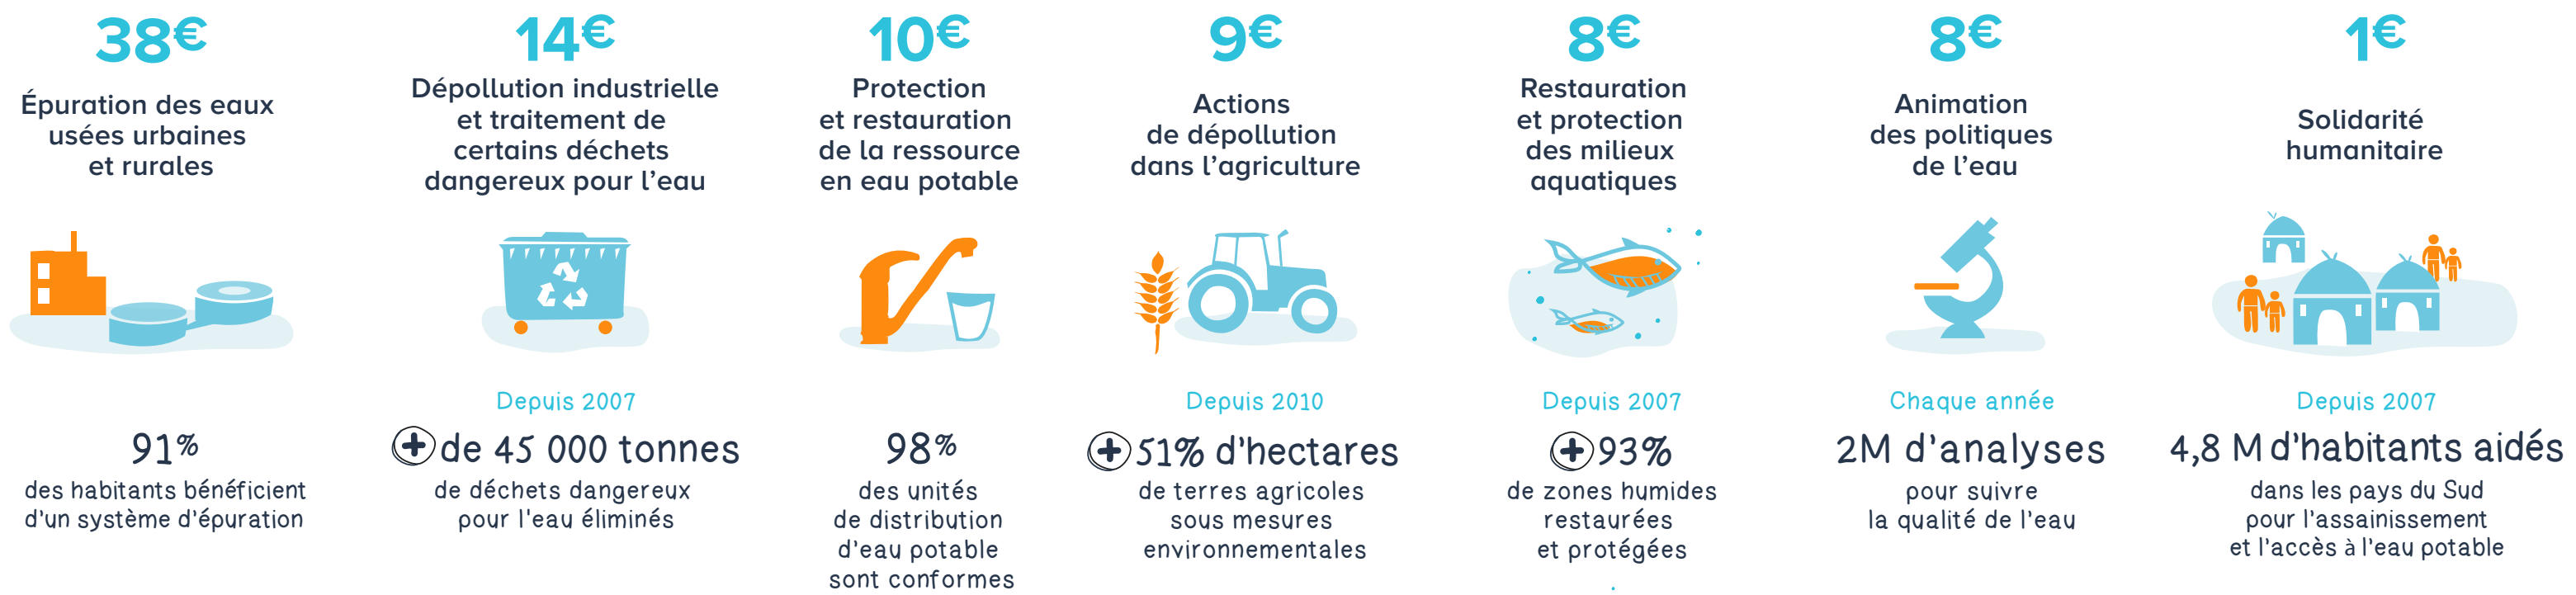 38€
Épuration des eaux
usées urbaines
et rurales
91%
des habitants bénéficient
d'un système d'épuration
14€
Dépollution industrielle
et traitement de
certains déchets
dangereux pour l'eau
Depuis 2007
+ de 45 000 tonnes
de déchets dangereux
pour l'eau éliminés
10€
Protection
et restauration
de la ressource
en eau potable
98%
des unités
de distribution
d'eau potable
sont conformes
9€
Actions
de dépollution
dans l'agriculture
Depuis 2010
+ 51% d'hectares
de terres agricoles
sous mesures
environnementales
8€
Restauration
et protection
des milieux
aquatiques
Depuis 2007
+ 93%
de zones humides
restaurées
et protégées
8€
Animation
des politiques
de l'eau
Chaque année
2M d'analyses
pour suivre
la qualité de l'eau
1€
Solidarité
humanitaire
Depuis 2007
4,8 M d'habitants aidés
dans les pays du Sud
pour l'assainissement
et l'accès à l'eau potable